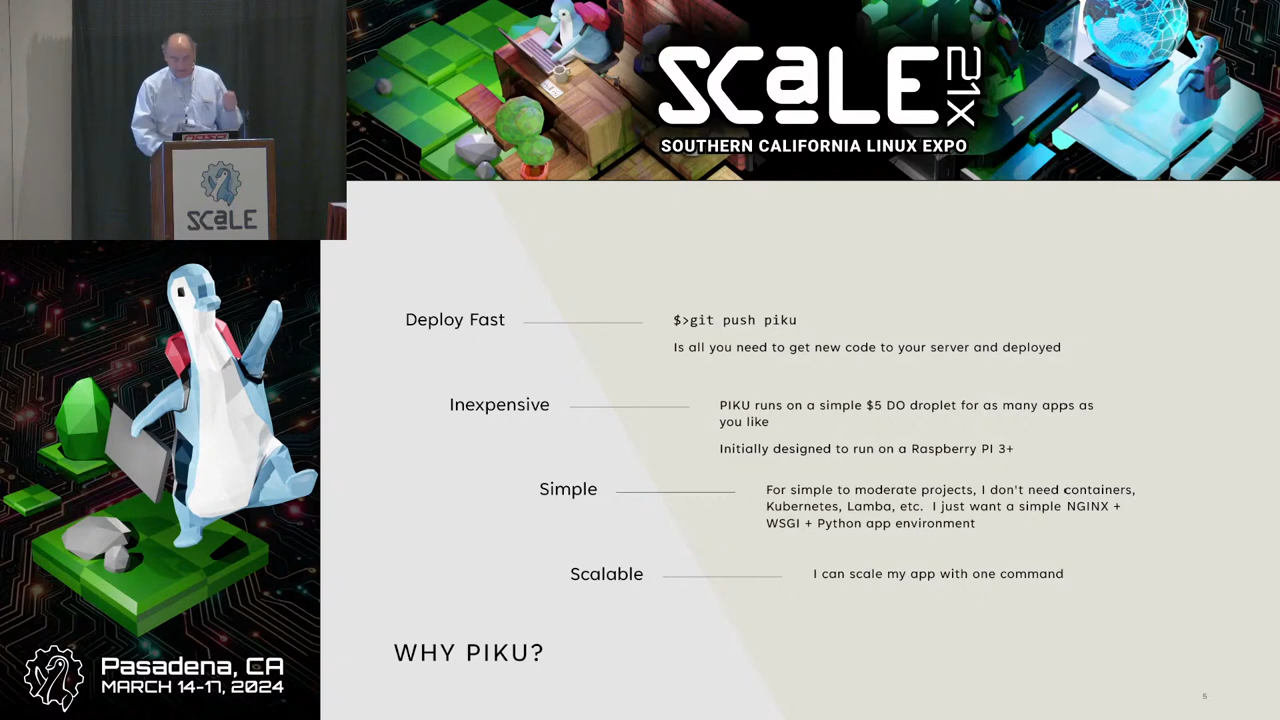 SCaLE 21X
SOUTHERN CALIFORNIA LINUX EXPO
SCaLE
Deploy Fast
$>git push piku
Is all you need to get new code to your server and deployed
Inexpensive
PIKU runs on a simple $5 DO droplet for as many apps as
you like
Initially designed to run on a Raspberry PI 3+
Simple
For simple to moderate projects, I don't need containers,
Kubernetes, Lamba, etc.  I just want a simple NGINX +
WSGI + Python app environment
Scalable
I can scale my app with one command
WHY PIKU?
5
Pasadena, CA
MARCH 14-17, 2024